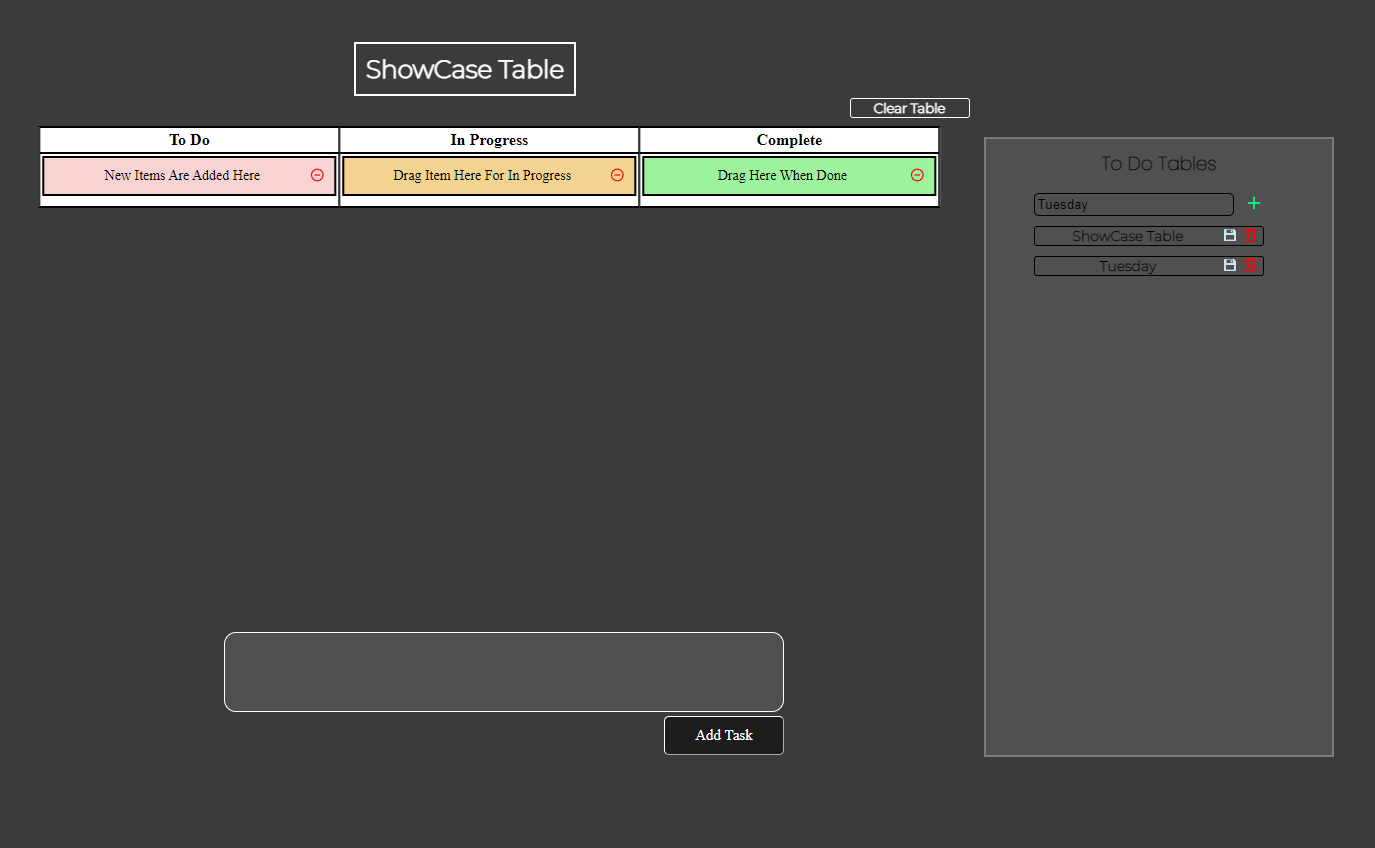 ShowCase Table
Clear Table
To Do
In Progress
Complete
New Items Are Added Here
Drag Item Here For In Progress
Drag Here When Done
To Do Tables
Tuesday
ShowCase Table
Tuesday
Add Task